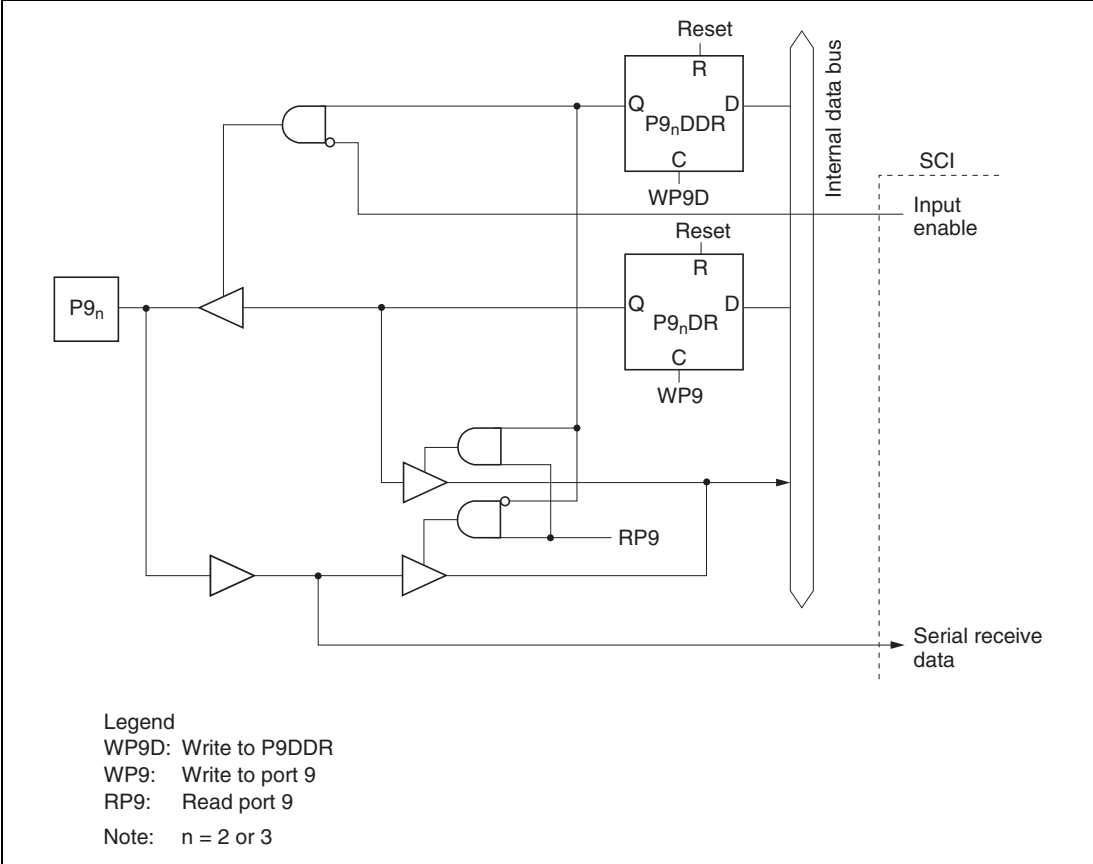 Reset
R
Q
D
P9nDDR
C
WP9D
Internal data bus
SCI
Input
enable
Reset
R
Q
D
P9nDR
C
WP9
P9n
RP9
Serial receive
data
Legend
WP9D: Write to P9DDR
WP9: Write to port 9
RP9: Read port 9
Note: n = 2 or 3